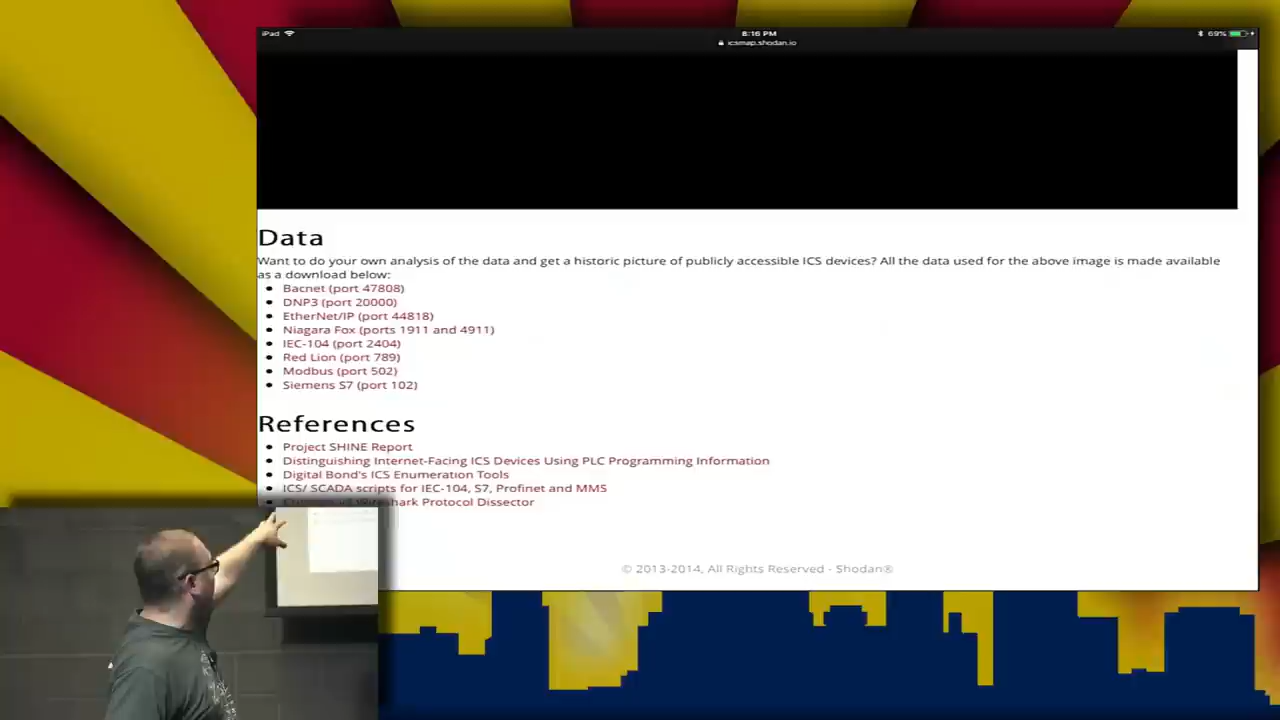 iPad
8:16 PM
69%
icsmap.shodan.io
Data
Want to do your own analysis of the data and get a historic picture of publicly accessible ICS devices? All the data used for the above image is made available
as a download below:
Bacnet (port 47808)
DNP3 (port 20000)
EtherNet/IP (port 44818)
Niagara Fox (ports 1911 and 4911)
IEC-104 (port 2404)
Red Lion (port 789)
Modbus (port 502)
Siemens S7 (port 102)
References
Project SHINE Report
Distinguishing Internet-Facing ICS Devices Using PLC Programming Information
Digital Bond's ICS Enumeration Tools
ICS/ SCADA scripts for IEC-104, S7, Profinet and MMS
Wireshark Protocol Dissector
© 2013-2014, All Rights Reserved - Shodan®